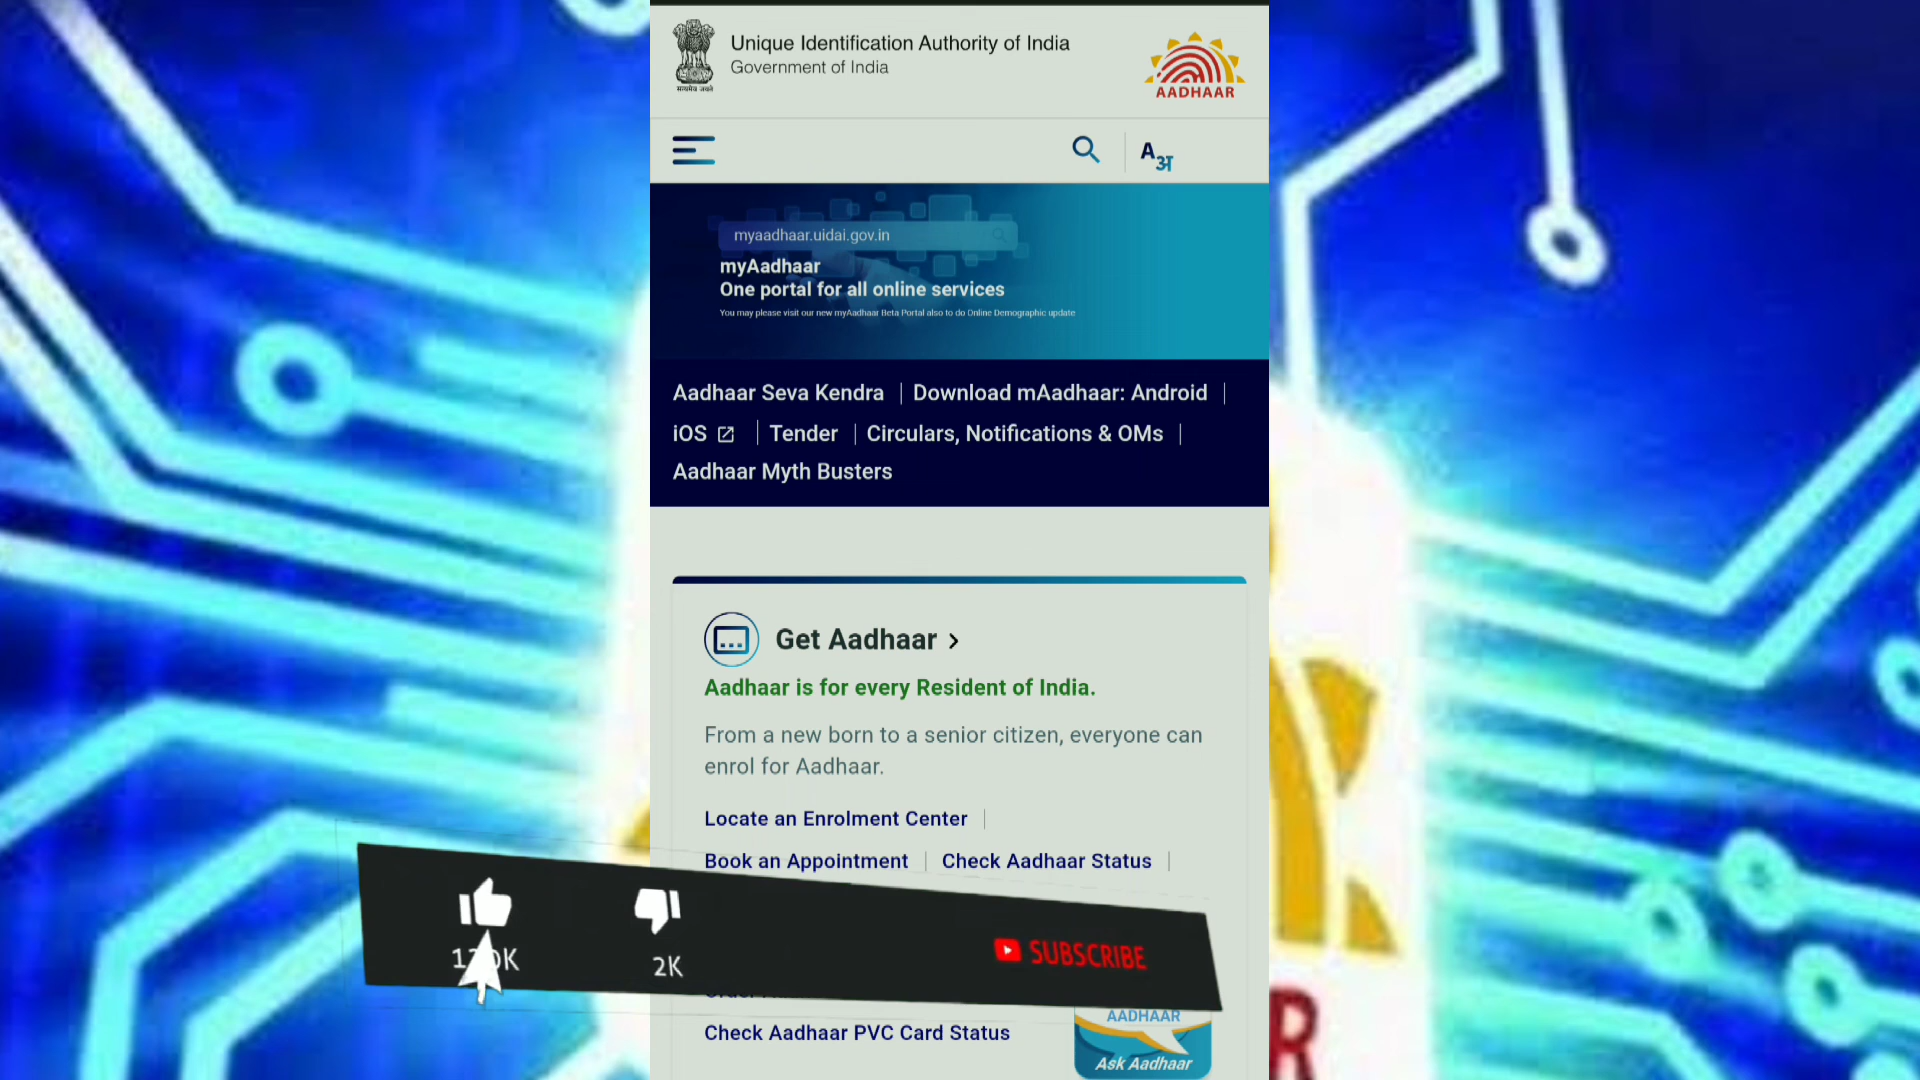 Unique Identification Authority of India
Government of India
सत्यमेव जयते
AADHAAR
A अ
myaadhaar.uidai.gov.in
myAadhaar
One portal for all online services
You may please visit our new myAadhaar Beta Portal also to do Online Demographic update
Aadhaar Seva Kendra | Download mAadhaar: Android |
iOS | Tender | Circulars, Notifications & OMs |
Aadhaar Myth Busters
Get Aadhaar >
Aadhaar is for every Resident of India.
From a new born to a senior citizen, everyone can
enrol for Aadhaar.
Locate an Enrolment Center |
Book an Appointment | Check Aadhaar Status |
2K
SUBSCRIBE
Check Aadhaar PVC Card Status
AADHAAR
Ask Aadhaar
R